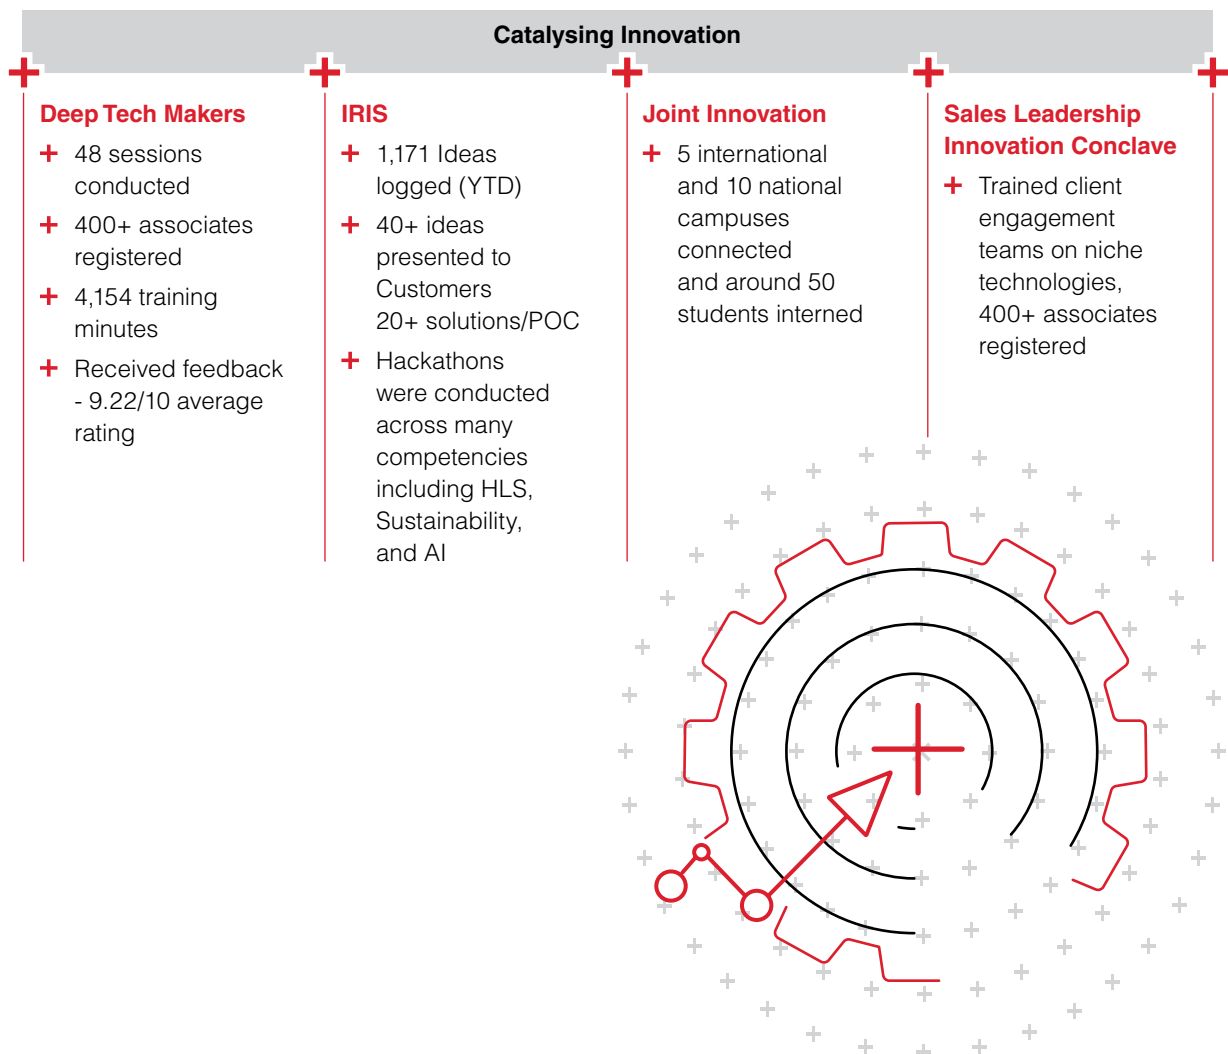 Catalysing Innovation
Deep Tech Makers
48 sessions
conducted
400+ associates
registered
4,154 training
minutes
Received feedback
- 9.22/10 average
rating
IRIS
1,171 Ideas
logged (YTD)
40+ ideas
presented to
Customers
20+ solutions/POC
Hackathons
were conducted
across many
competencies
including HLS,
Sustainability,
and AI
Joint Innovation
5 international
and 10 national
campuses
connected
and around 50
students interned
Sales Leadership
Innovation Conclave
Trained client
engagement
teams on niche
technologies,
400+ associates
registered